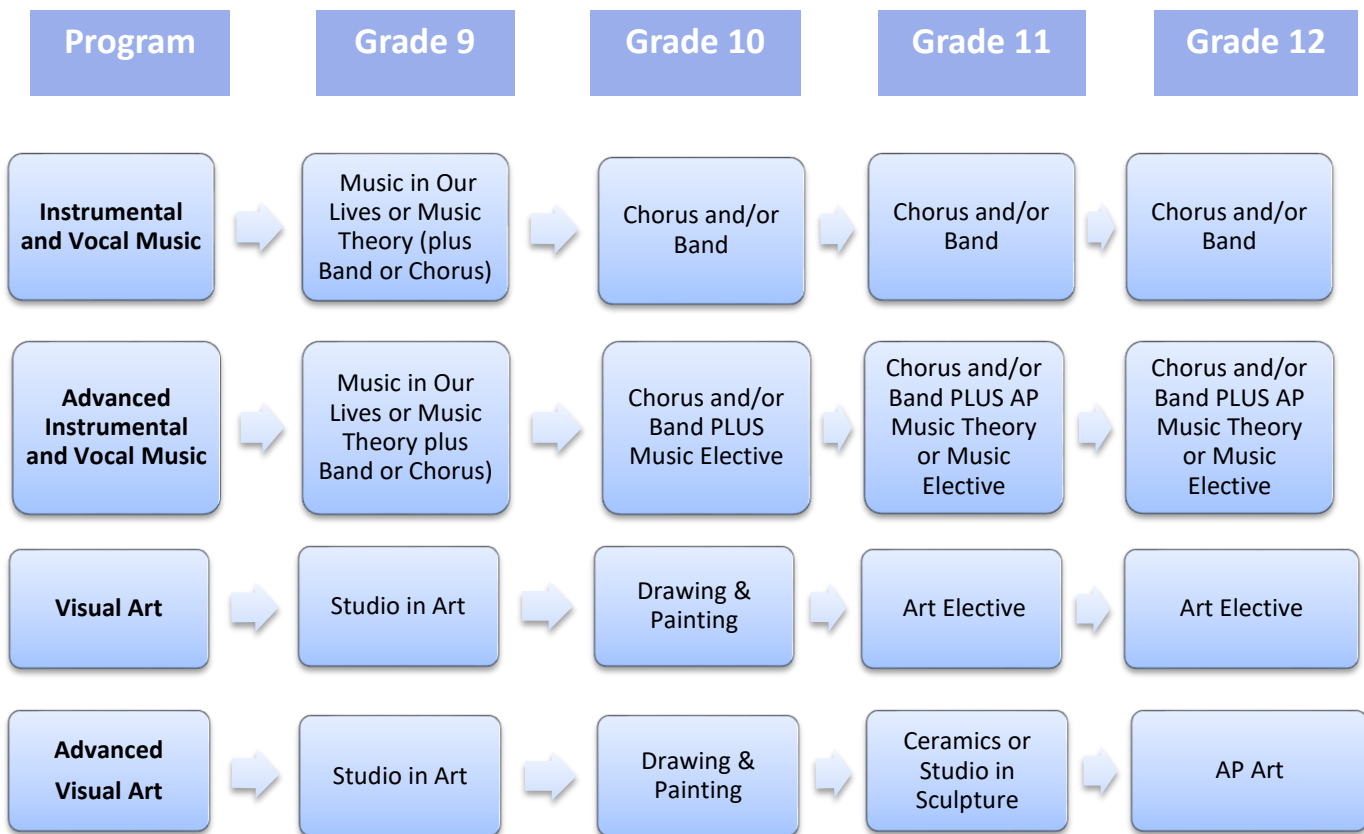 Program
Grade 9
Grade 10
Grade 11
Grade 12
Instrumental
and Vocal Music
Music in Our
Lives or Music
Theory (plus
Band or Chorus)
Chorus and/or
Band
Chorus and/or
Band
Chorus and/or
Band
Advanced
Instrumental
and Vocal Music
Music in Our
Lives or Music
Theory plus
Band or Chorus)
Chorus and/or
Band PLUS
Music Elective
Chorus and/or
Band PLUS AP
Music Theory
or Music
Elective
Chorus and/or
Band PLUS AP
Music Theory
or Music
Elective
Visual Art
Studio in Art
Drawing &
Painting
Art Elective
Art Elective
Advanced
Visual Art
Studio in Art
Drawing &
Painting
Ceramics or
Studio in
Sculpture
AP Art